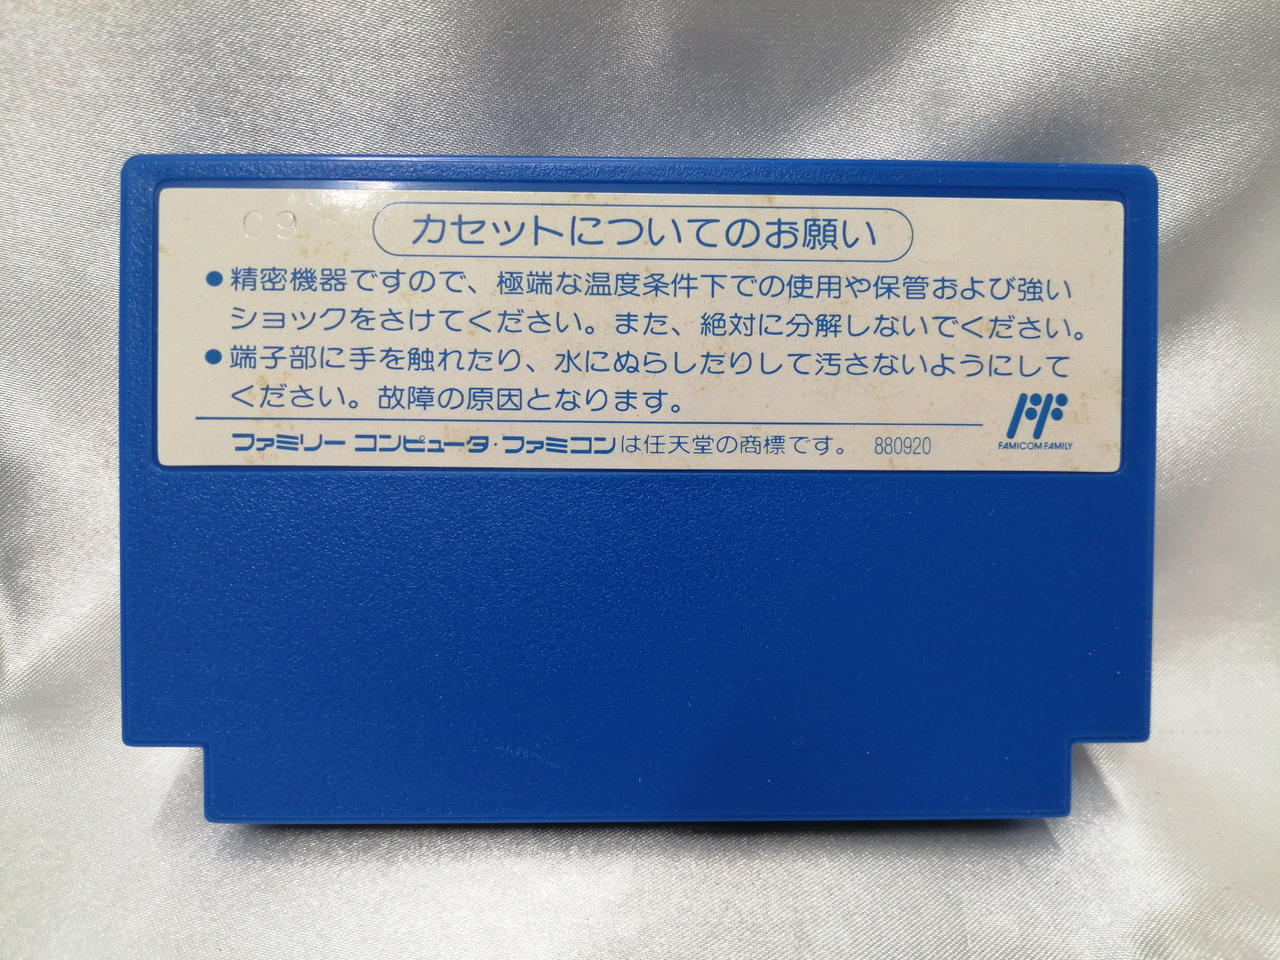 C9
カセットについてのお願い
●精密機器ですので、極端な温度条件下での使用や保管および強い
ショックをさけてください。また、絶対に分解しないでください。
●端子部に手を触れたり、水にぬらしたりして汚さないようにして
ください。故障の原因となります。
ファミリー コンピュータ・ファミコンは任天堂の商標です。 880920
FAMICOM FAMILY